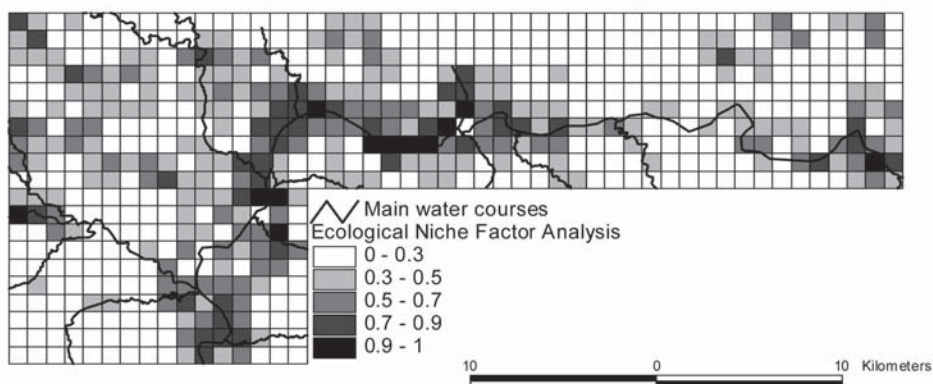 Main water courses
Ecological Niche Factor Analysis
0 - 0.3
0.3 - 0.5
0.5 - 0.7
0.7 - 0.9
0.9 - 1
10 0 10 Kilometers